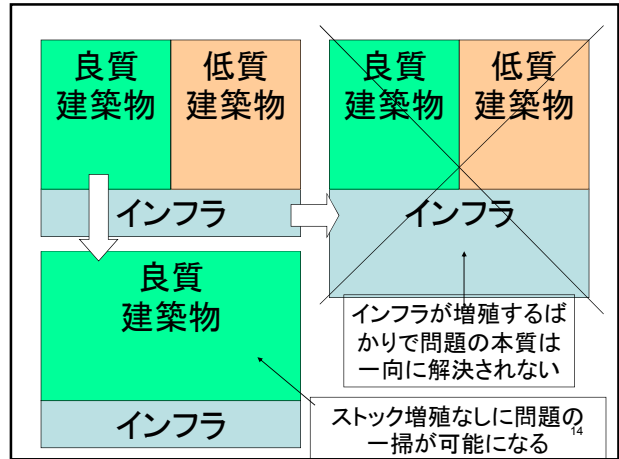 良質
建築物
低質
建築物
インフラ
良質
建築物
低質
建築物
インフラ
インフラが増殖するば
かりで問題の本質は
一向に解決されない
良質
建築物
インフラ
ストック増殖なしに問題の
一掃が可能になる
14